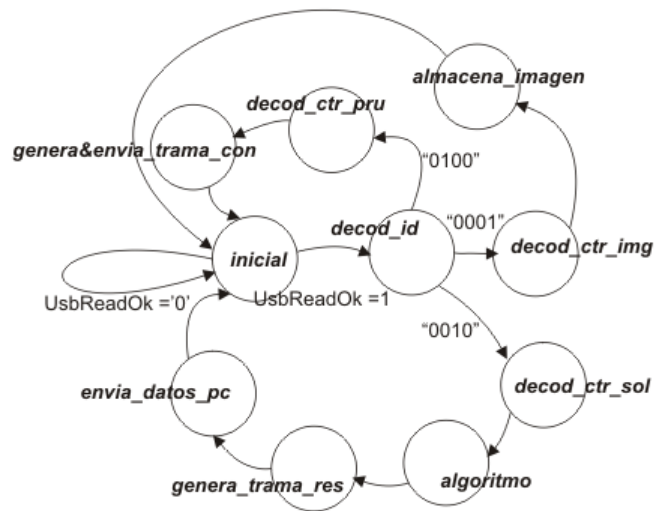 almacena_imagen
decod_ctr_pru
genera&envia_trama_con
"0100"
decod_id
"0001"
inicial
decod_ctr_img
UsbReadOk ='0'
UsbReadOk =1
"0010"
envia_datos_pc
decod_ctr_sol
genera_trama_res
algoritmo